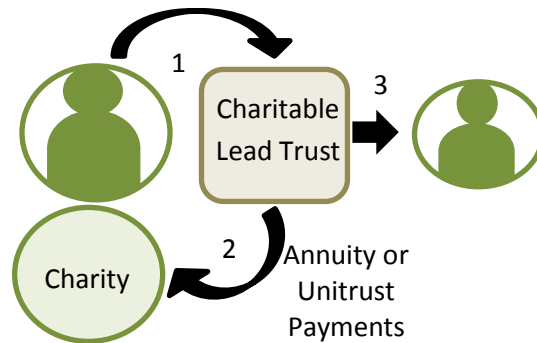 1
3
Charitable
Lead Trust
2
Annuity or
Unitrust
Payments
Charity